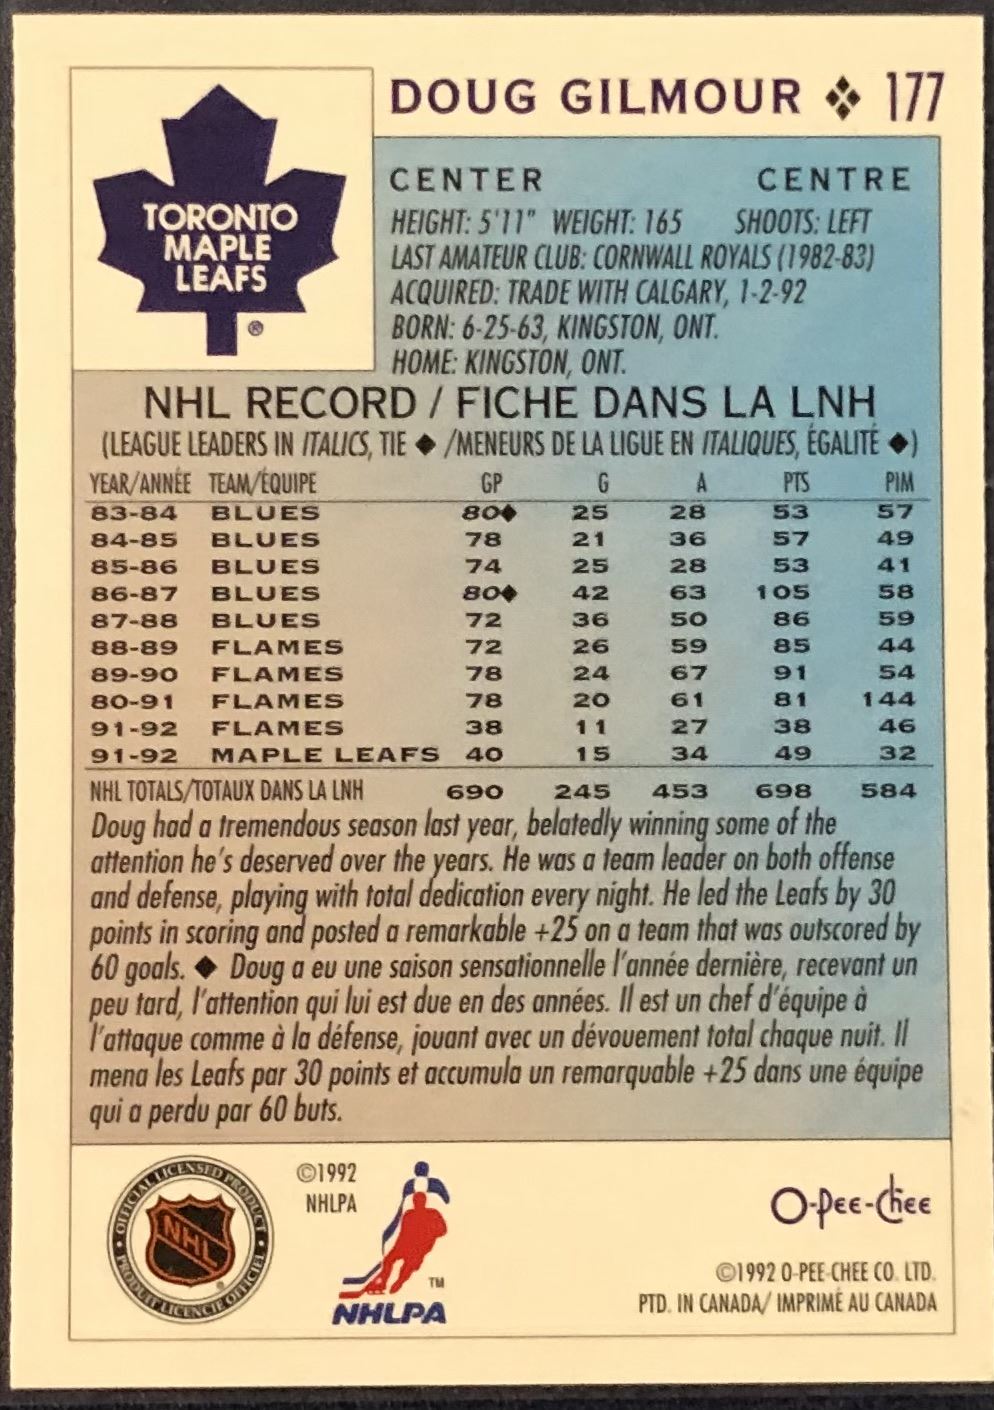 TORONTO
MAPLE
LEAFS
®
DOUG GILMOUR ❖ 177
CENTER CENTRE
HEIGHT: 5'11" WEIGHT: 165 SHOOTS: LEFT
LAST AMATEUR CLUB: CORNWALL ROYALS (1982-83)
ACQUIRED: TRADE WITH CALGARY, 1-2-92
BORN: 6-25-63, KINGSTON, ONT.
HOME: KINGSTON, ONT.
NHL RECORD / FICHE DANS LA LNH
(LEAGUE LEADERS IN ITALICS, TIE ◆ /MENEURS DE LA LIGUE EN ITALIQUES, ÉGALITÉ ◆)
YEAR/ANNÉE TEAM/ÉQUIPE GP G A PTS PIM
83-84 BLUES 80◆ 25 28 53 57
84-85 BLUES 78 21 36 57 49
85-86 BLUES 74 25 28 53 41
86-87 BLUES 80◆ 42 63 105 58
87-88 BLUES 72 36 50 86 59
88-89 FLAMES 72 26 59 85 44
89-90 FLAMES 78 24 67 91 54
80-91 FLAMES 78 20 61 81 144
91-92 FLAMES 38 11 27 38 46
91-92 MAPLE LEAFS 40 15 34 49 32
NHL TOTALS/TOTAUX DANS LA LNH 690 245 453 698 584
Doug had a tremendous season last year, belatedly winning some of the
attention he's deserved over the years. He was a team leader on both offense
and defense, playing with total dedication every night. He led the Leafs by 30
points in scoring and posted a remarkable +25 on a team that was outscored by
60 goals. ◆ Doug a eu une saison sensationnelle l'année dernière, recevant un
peu tard, l'attention qui lui est due en des années. Il est un chef d'équipe à
l'attaque comme à la défense, jouant avec un dévouement total chaque nuit. Il
mena les Leafs par 30 points et accumula un remarquable +25 dans une équipe
qui a perdu par 60 buts.
OFFICIAL LICENSED PRODUCT
NHL
PRODUIT LICENCIE OFFICIEL
©1992
NHLPA
TM
NHLPA
O-Pee-Chee
©1992 O-PEE-CHEE CO. LTD.
PTD. IN CANADA/ IMPRIMÉ AU CANADA